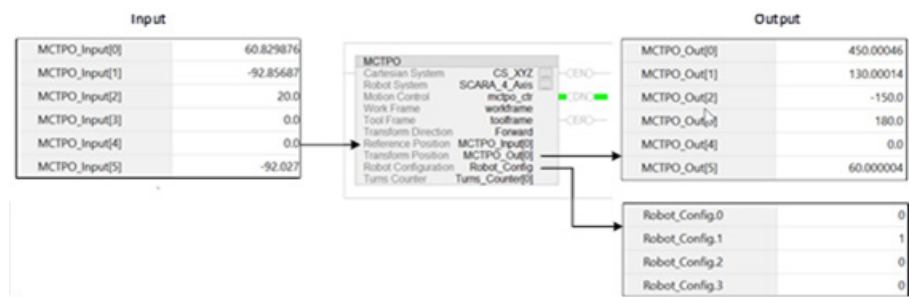 Input
Output
MCTPO_Input[0] 60.829876
MCTPO_Input[1] -92.85687
MCTPO_Input[2] 20.0
MCTPO_Input[3] 0.0
MCTPO_Input[4] 0.0
MCTPO_Input[5] -92.027
MCTPO
Cartesian System CS_XYZ
Robot System SCARA_4_Axis
Motion Control mctpo_ctr
Work Frame workframe
Tool Frame toolframe
Transform Direction Forward
Reference Position MCTPO_Input[0]
Transform Position MCTPO_Out[0]
Robot Configuration Robot_Config
Turns Counter Turns_Counter[0]
CEN
CDN
CER
MCTPO_Out[0] 450.00046
MCTPO_Out[1] 130.00014
MCTPO_Out[2] -150.0
MCTPO_Out[3] 180.0
MCTPO_Out[4] 0.0
MCTPO_Out[5] 60.000004
Robot_Config.0 0
Robot_Config.1 1
Robot_Config.2 0
Robot_Config.3 0